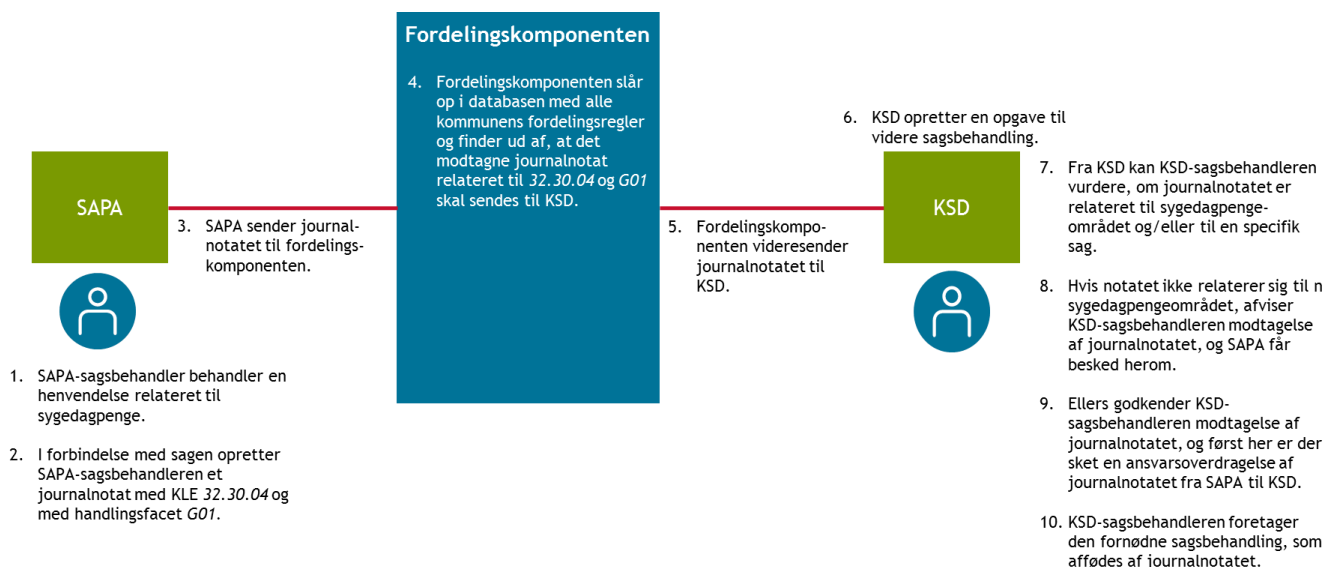 Fordelingskomponenten
4. Fordelingskomponenten slår
op i databasen med alle
kommunens fordelingsregler
og finder ud af, at det
modtagne journalnotat
relateret til 32.30.04 og G01
skal sendes til KSD.
SAPA
1. SAPA-sagsbehandler behandler en
henvendelse relateret til
sygedagpenge.
2. I forbindelse med sagen opretter
SAPA-sagsbehandleren et
journalnotat med KLE 32.30.04 og
med handlingsfacet G01.
3. SAPA sender journal-
notatet til fordelings-
komponenten.
5. Fordelingskompo-
nenten videresender
journalnotatet til
KSD.
6. KSD opretter en opgave til
videre sagsbehandling.
KSD
7. Fra KSD kan KSD-sagsbehandleren
vurdere, om journalnotatet er
relateret til sygedagpenge-
området og/eller til en specifik
sag.
8. Hvis notatet ikke relaterer sig til n
sygedagpengeområdet, afviser
KSD-sagsbehandleren modtagelse
af journalnotatet, og SAPA får
besked herom.
9. Ellers godkender KSD-
sagsbehandleren modtagelse af
journalnotatet, og først her er der
sket en ansvarsoverdragelse af
journalnotatet fra SAPA til KSD.
10. KSD-sagsbehandleren foretager
den fornødne sagsbehandling, som
affødes af journalnotatet.